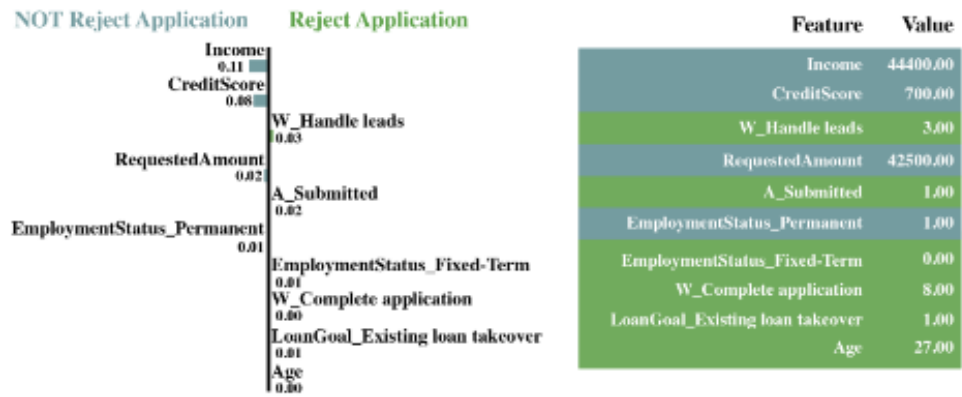 NOT Reject Application Reject Application
Income
0.11
CreditScore
0.08
W_Handle leads
0.03
RequestedAmount
0.02
A_Submitted
0.02
EmploymentStatus_Permanent
0.01
EmploymentStatus_Fixed-Term
0.01
W_Complete application
0.00
LoanGoal_Existing loan takeover
0.01
Age
0.00
Feature Value
Income 44400.00
CreditScore 700.00
W_Handle leads 3.00
RequestedAmount 42500.00
A_Submitted 1.00
EmploymentStatus_Permanent 1.00
EmploymentStatus_Fixed-Term 0.00
W_Complete application 8.00
LoanGoal_Existing loan takeover 1.00
Age 27.00